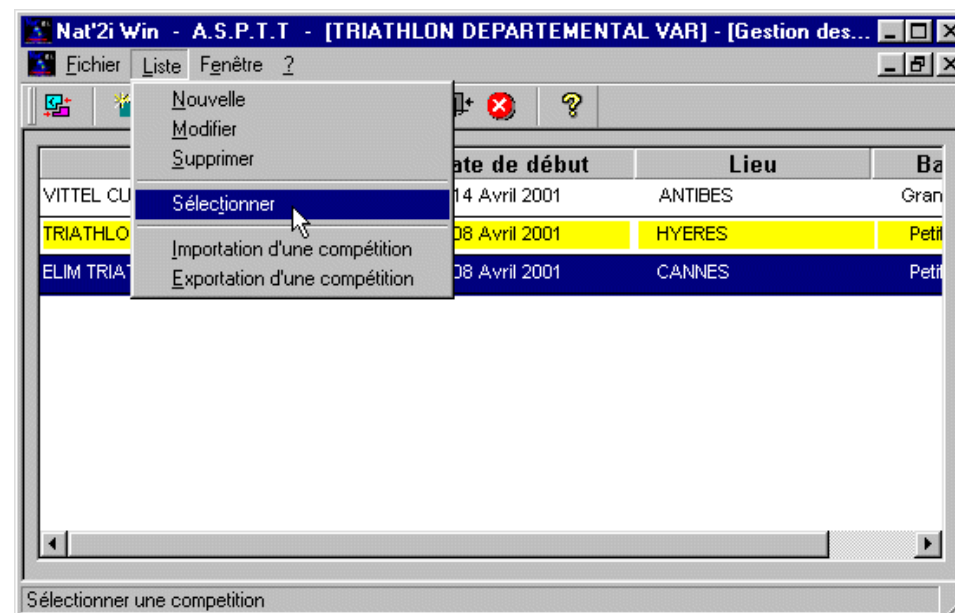 Nat'2i Win - A.S.P.T.T - [TRIATHLON DEPARTEMENTAL VAR] - [Gestion des...
Fichier Liste Fenêtre ?
Nouvelle
Modifier
Supprimer
Sélectionner
Importation d'une compétition
Exportation d'une compétition
ate de début Lieu Ba
VITTEL CU 14 Avril 2001 ANTIBES Gran
TRIATHLO 08 Avril 2001 HYERES Petit
ELIM TRIAT 08 Avril 2001 CANNES Petit
Sélectionner une competition